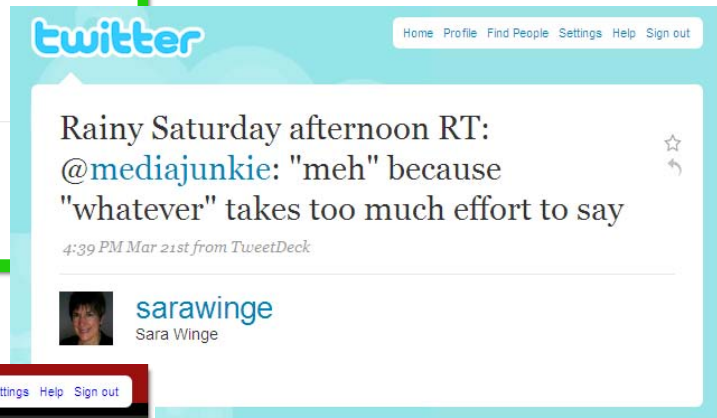 twitter
Home Profile Find People Settings Help Sign out
Rainy Saturday afternoon RT:
@mediajunkie: "meh" because
"whatever" takes too much effort to say
4:39 PM Mar 21st from TweetDeck
sarawinge
Sara Winge
ttings Help Sign out